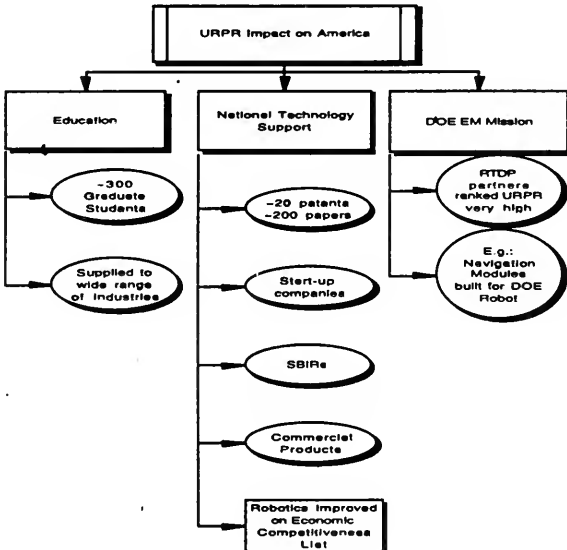 URPR Impact on America
Education
National Technology
Support
DOE EM Mission
~300
Graduate
Students
Supplied to
wide range
of Industries
~20 patents
~200 papers
Start-up
companies
SBIRs
Commercial
Products
Robotics Improved
on Economic
Competitiveness
List
RTDP
partners
ranked URPR
very high
E.g.:
Navigation
Modules
built for DOE
Robot